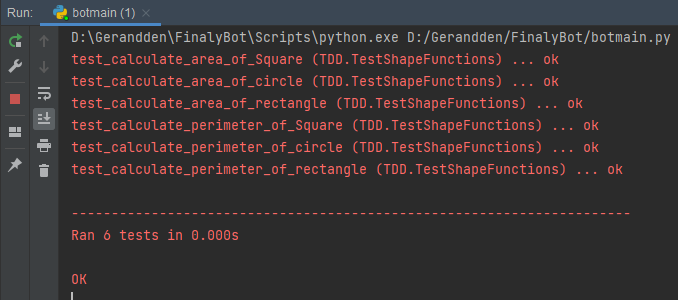 Run: botmain (1)
D:\Gerandden\FinalyBot\Scripts\python.exe D:/Gerandden/FinalyBot/botmain.py
test_calculate_area_of_Square (TDD.TestShapeFunctions) ... ok
test_calculate_area_of_circle (TDD.TestShapeFunctions) ... ok
test_calculate_area_of_rectangle (TDD.TestShapeFunctions) ... ok
test_calculate_perimeter_of_Square (TDD.TestShapeFunctions) ... ok
test_calculate_perimeter_of_circle (TDD.TestShapeFunctions) ... ok
test_calculate_perimeter_of_rectangle (TDD.TestShapeFunctions) ... ok
----------------------------------------------------------------------
Ran 6 tests in 0.000s
OK